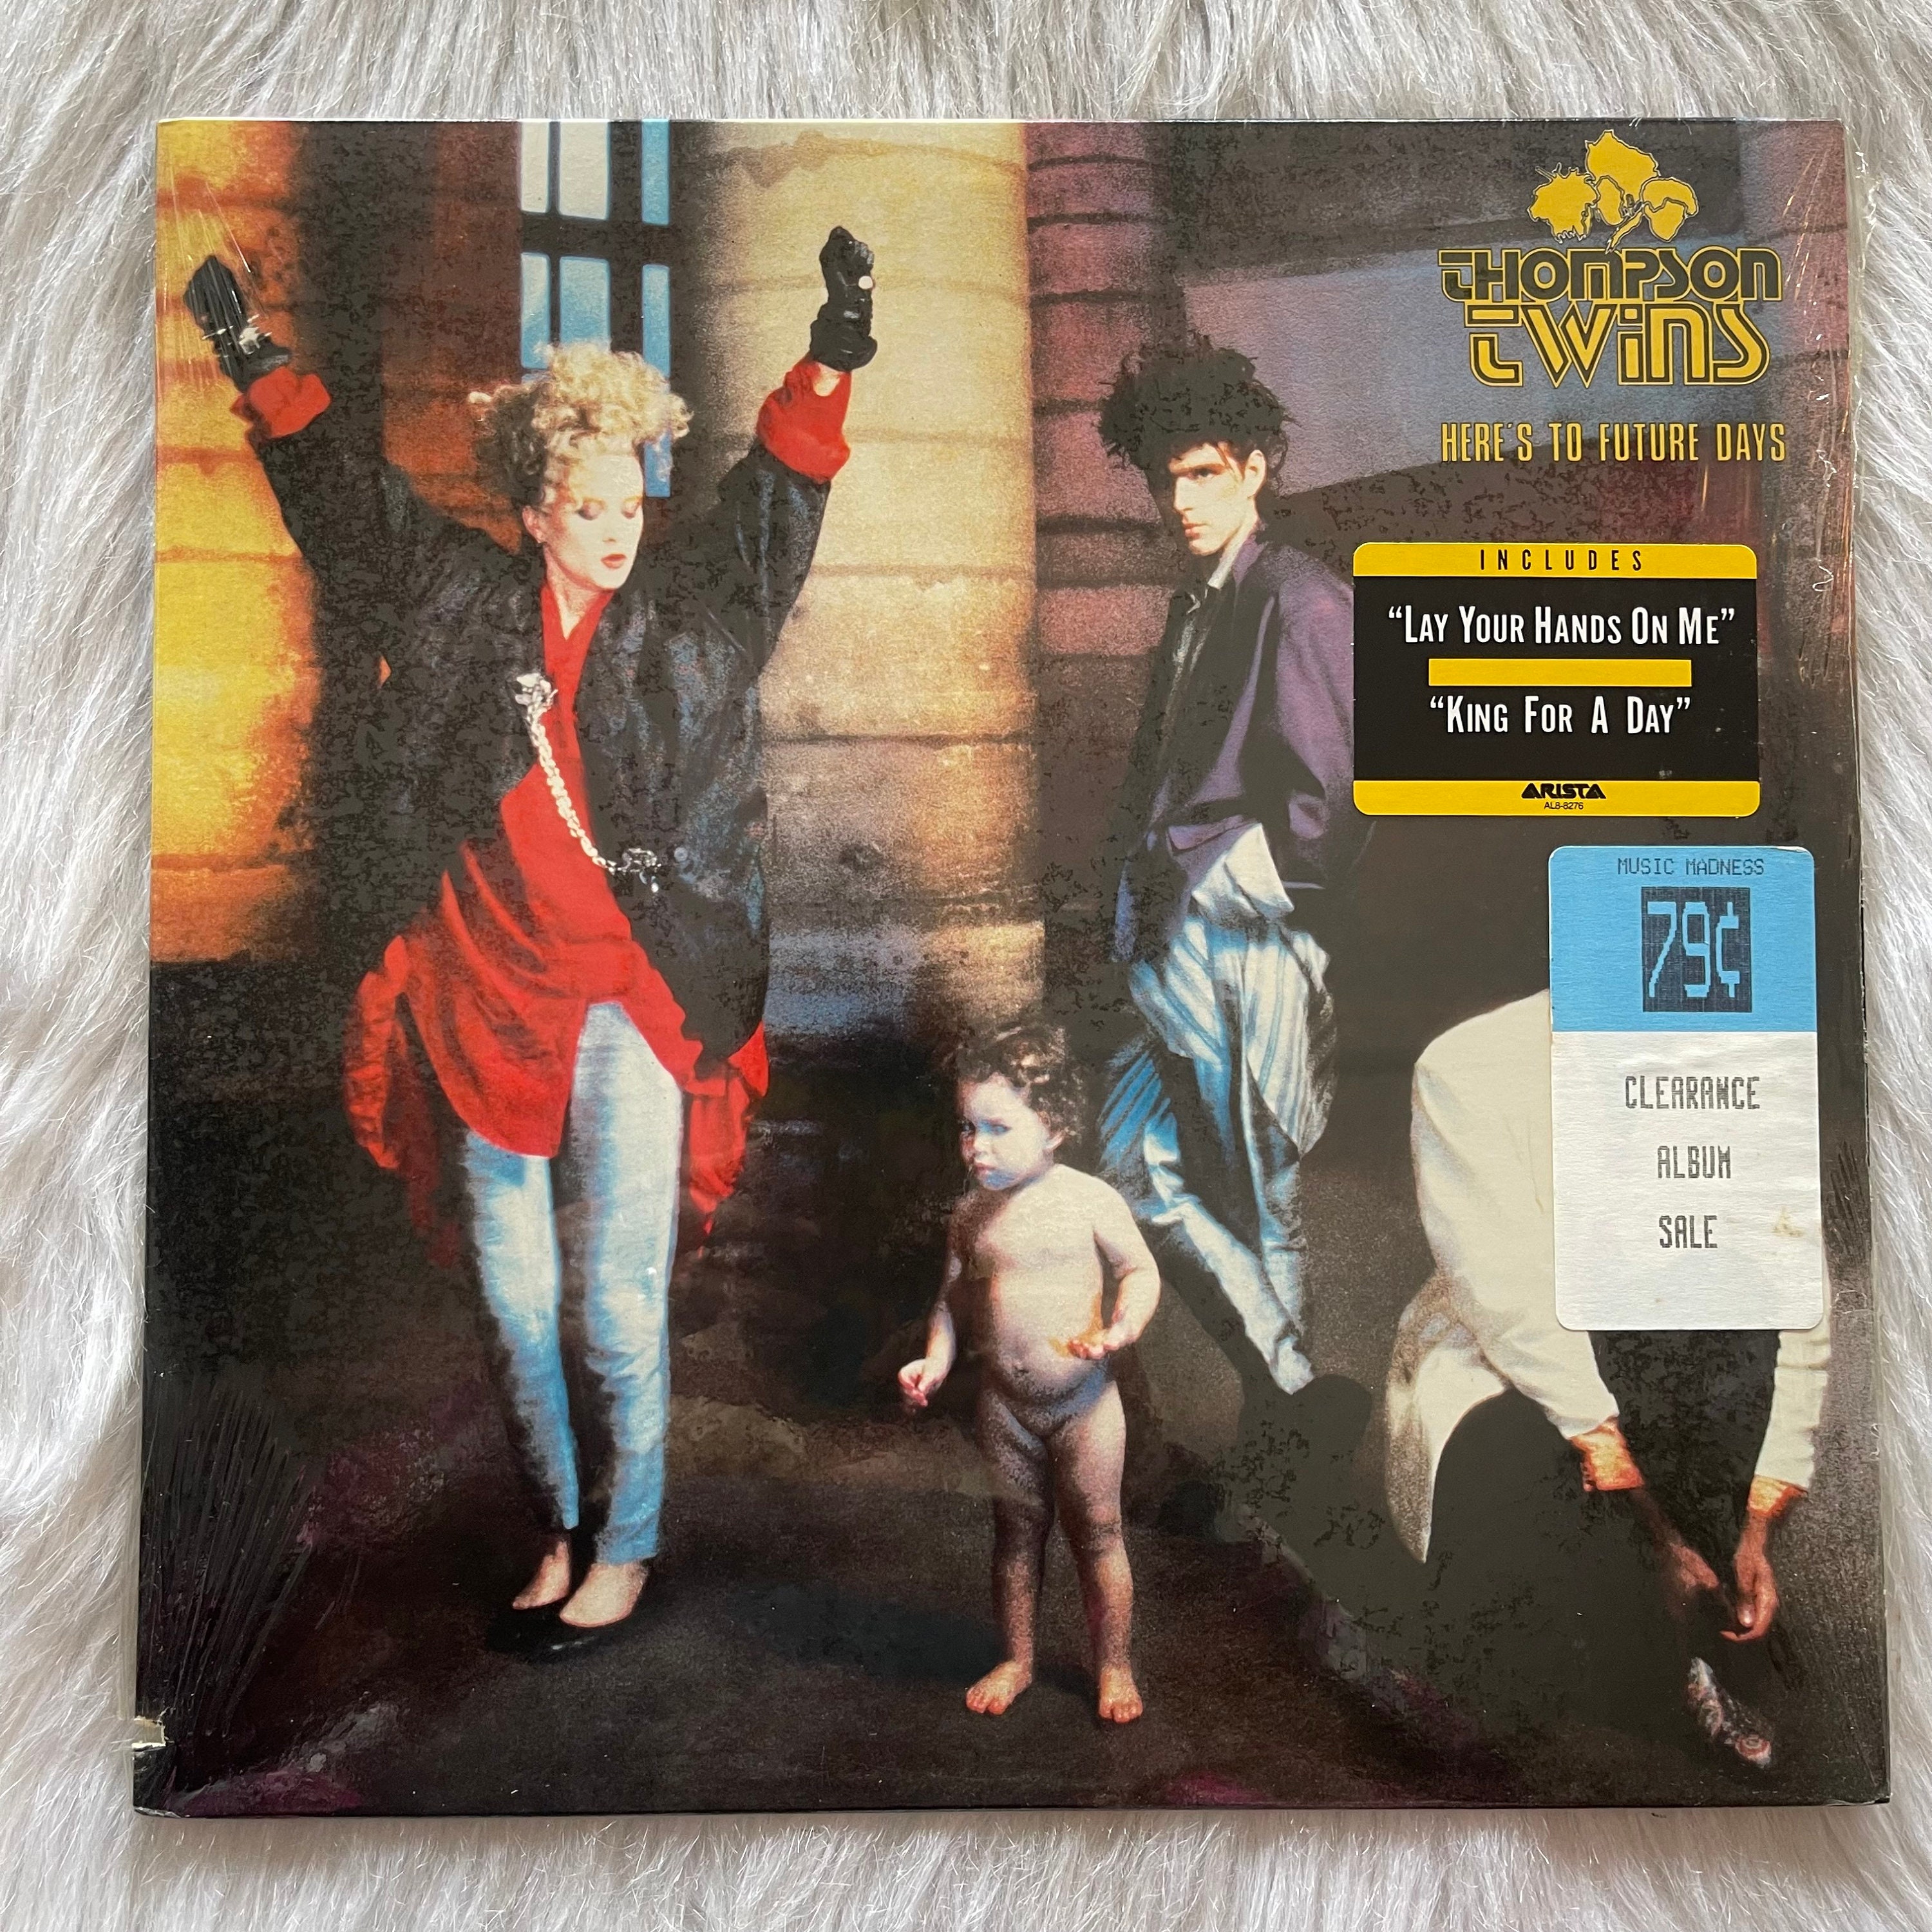 THOMPSON
TWINS
HERE'S TO FUTURE DAYS
INCLUDES
"LAY YOUR HANDS ON ME"
"KING FOR A DAY"
ARISTA
AL8-8276
MUSIC MADNESS
79¢
CLEARANCE
ALBUM
SALE